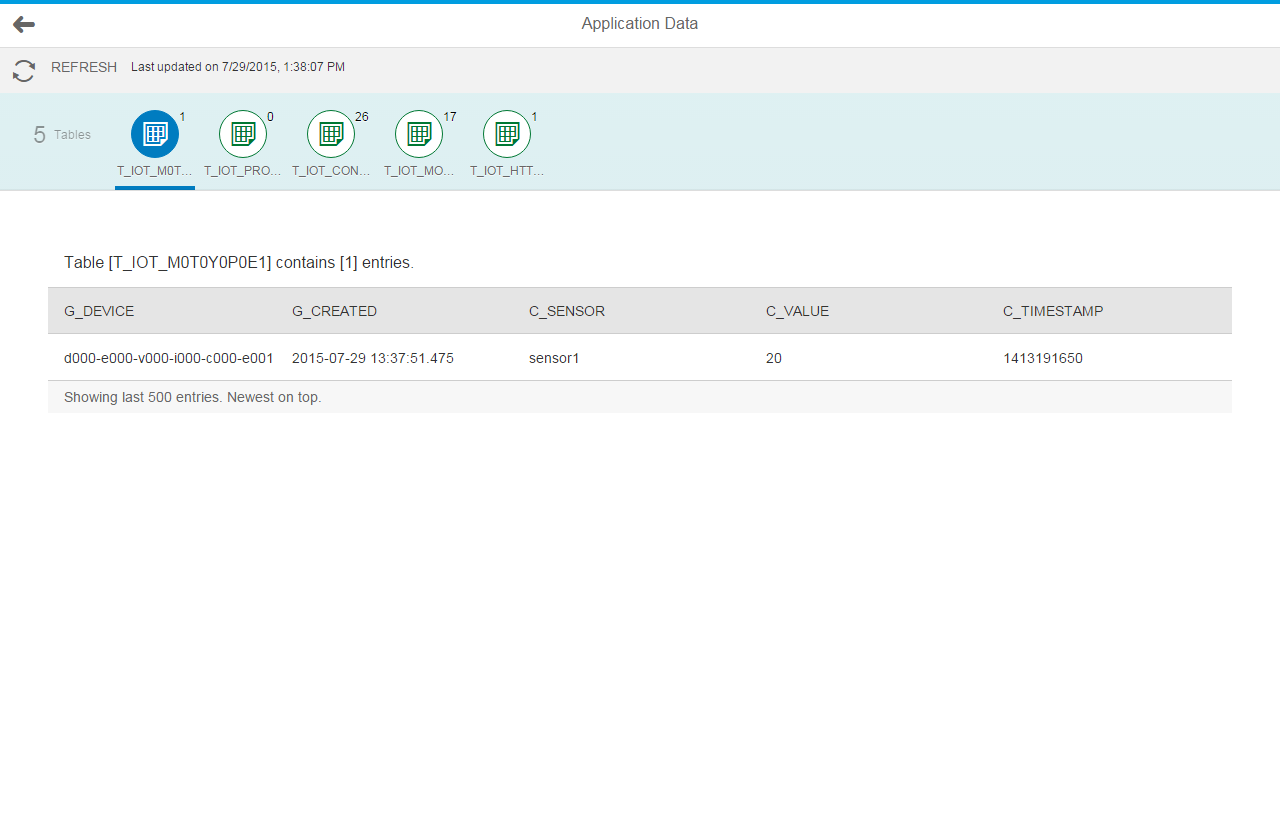 Application Data
REFRESH Last updated on 7/29/2015, 1:38:07 PM
5 Tables
1 0 26 17 1
T_IOT_M0T... T_IOT_PRO... T_IOT_CON... T_IOT_MO... T_IOT_HTT...
Table [T_IOT_M0T0Y0P0E1] contains [1] entries.
G_DEVICE G_CREATED C_SENSOR C_VALUE C_TIMESTAMP
d000-e000-v000-i000-c000-e001 2015-07-29 13:37:51.475 sensor1 20 1413191650
Showing last 500 entries. Newest on top.